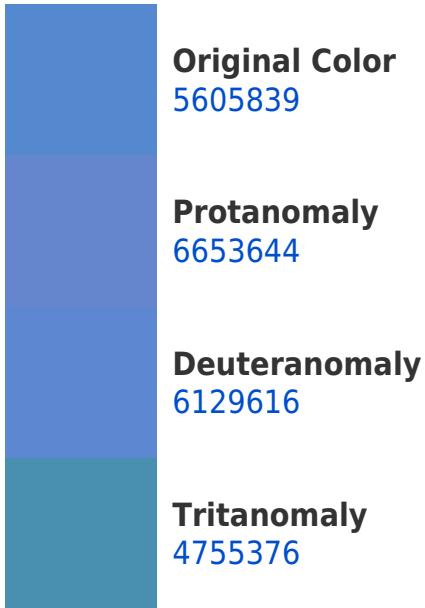 Original Color
5605839
Protanomaly
6653644
Deuteranomaly
6129616
Tritanomaly
4755376